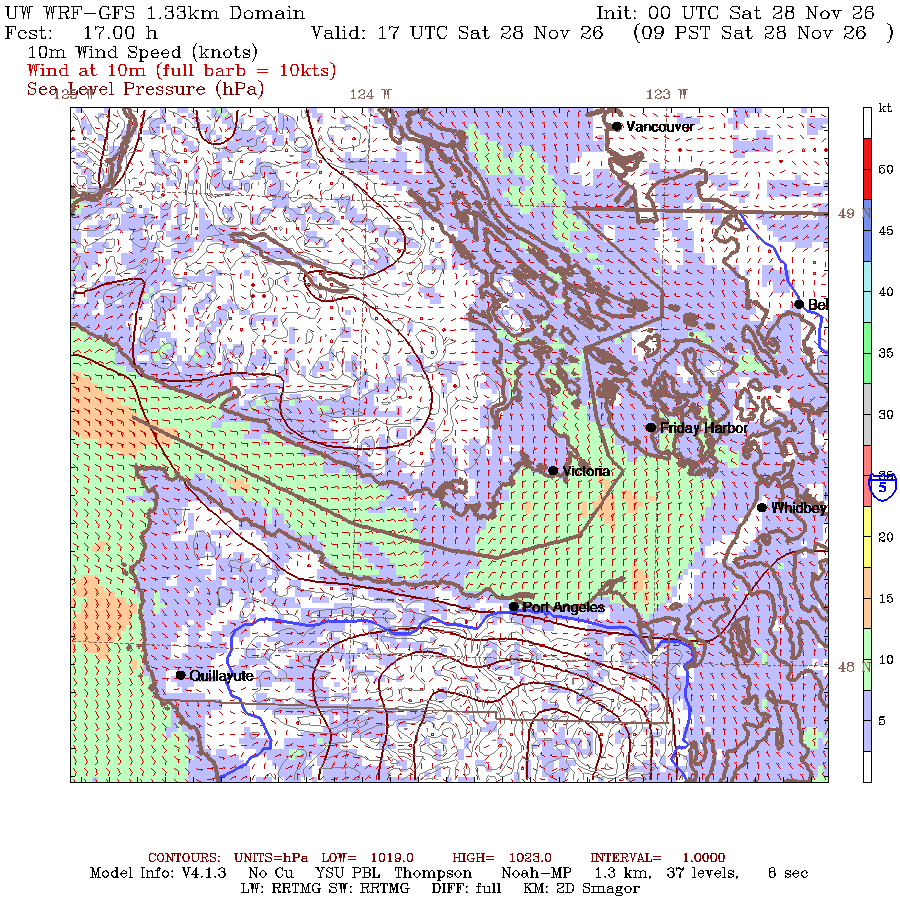 UW WRF-GFS 1.33km Domain Init: 00 UTC Sat 28 Nov 26
Fcst: 17.00 h Valid: 17 UTC Sat 28 Nov 26 (09 PST Sat 28 Nov 26 )
10m Wind Speed (knots)
Wind at 10m (full barb = 10kts)
Sea Level Pressure (hPa)
125 W 124 W 123 W
kt
Vancouver
60
49 N
45
Bel
40
35
30
Friday Harbor
Victoria
25
5
Whidbey
20
15
Port Angeles
10
48 N
Quillayute
5
CONTOURS: UNITS=hPa LOW= 1019.0 HIGH= 1023.0 INTERVAL= 1.0000
Model Info: V4.1.3 No Cu YSU PBL Thompson Noah-MP 1.3 km, 37 levels, 8 sec
LW: RRTMG SW: RRTMG DIFF: full KM: 2D Smagor